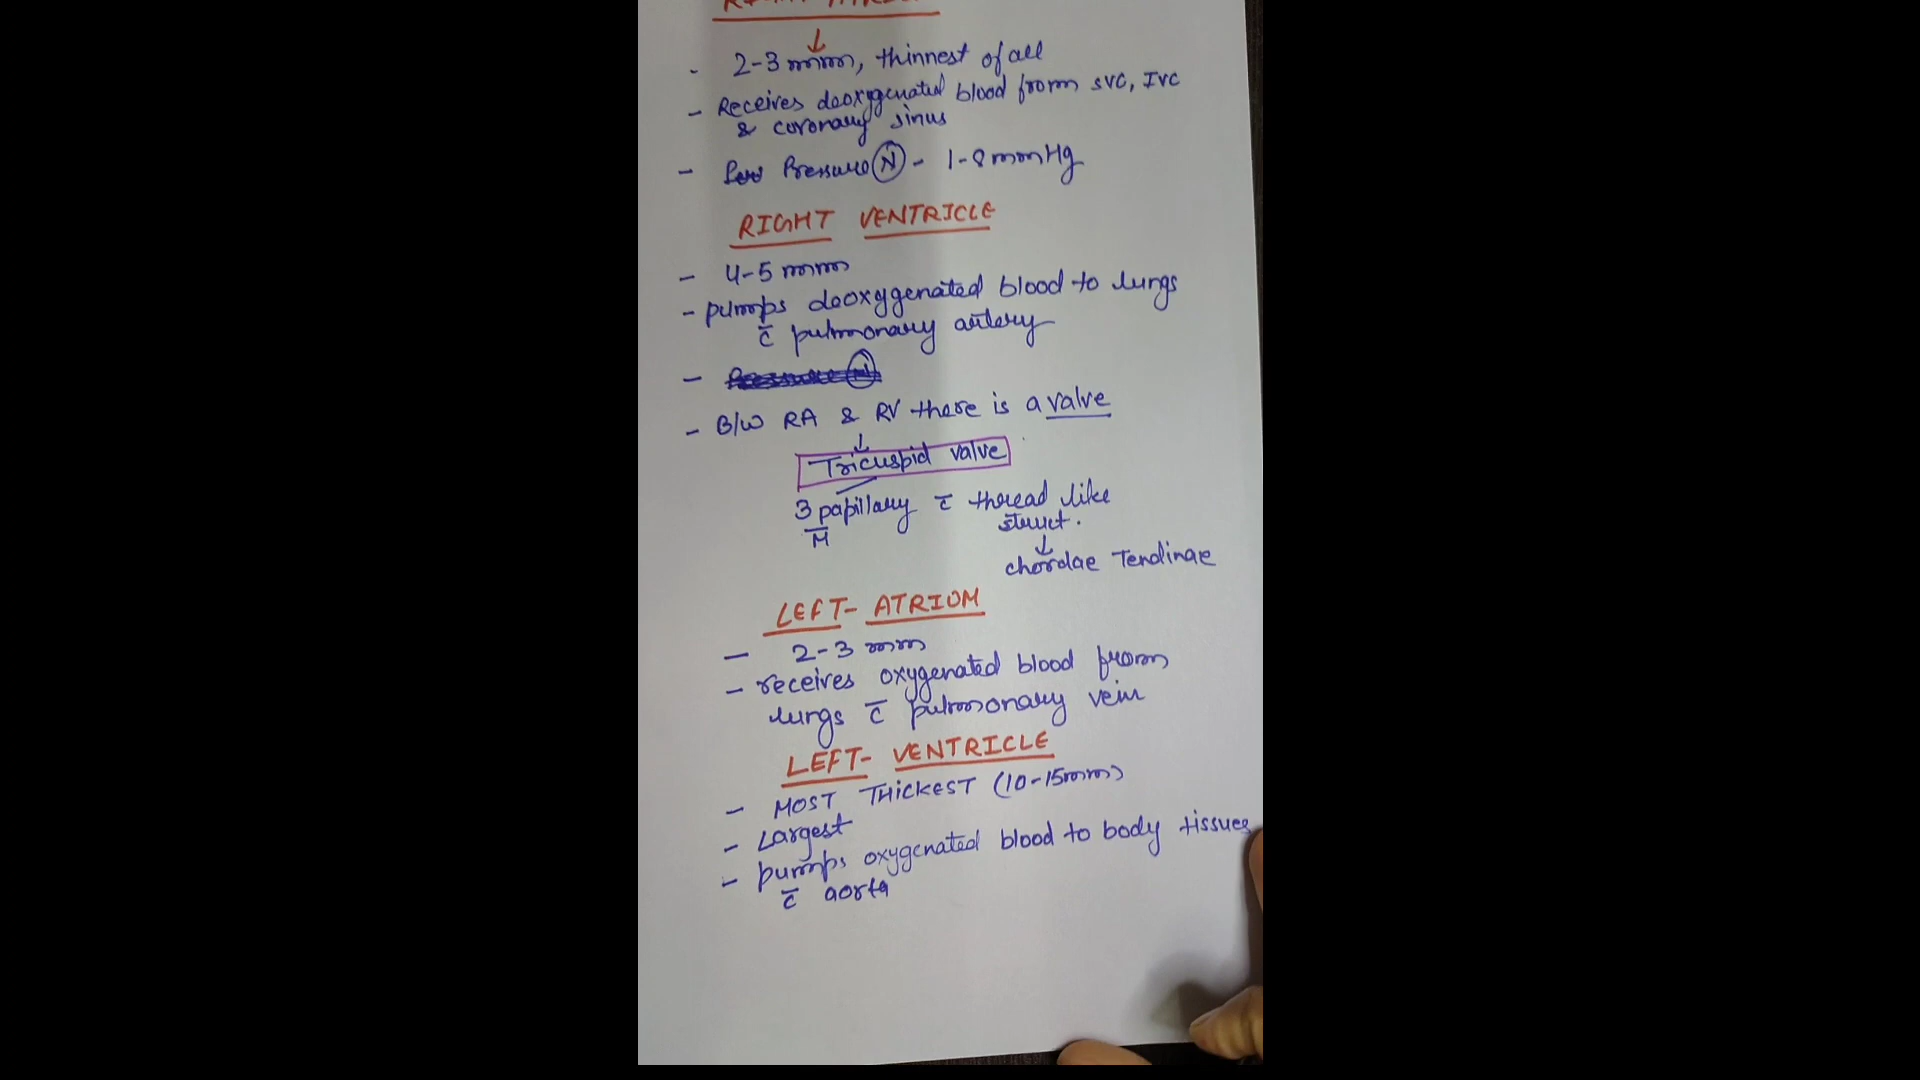 RIGHT ATRIUM
↓
- 2-3 mm, thinnest of all
- Receives deoxygenated blood from SVC, IVC
& coronary sinus
- Pressure (N) - 1-8 mmHg
RIGHT VENTRICLE
- 4-5 mm
- pumps deoxygenated blood to lungs
c̄ pulmonary artery
-
- B/W RA & RV there is a valve
↓
Tricuspid valve
3 papillary c̄ thread like
M struct.
↓
chordae Tendinae
LEFT- ATRIUM
- 2-3 mm
- receives oxygenated blood from
lungs c̄ pulmonary vein
LEFT- VENTRICLE
- MOST THICKEST (10-15mm)
- Largest
- pumps oxygenated blood to body tissues
c̄ aorta